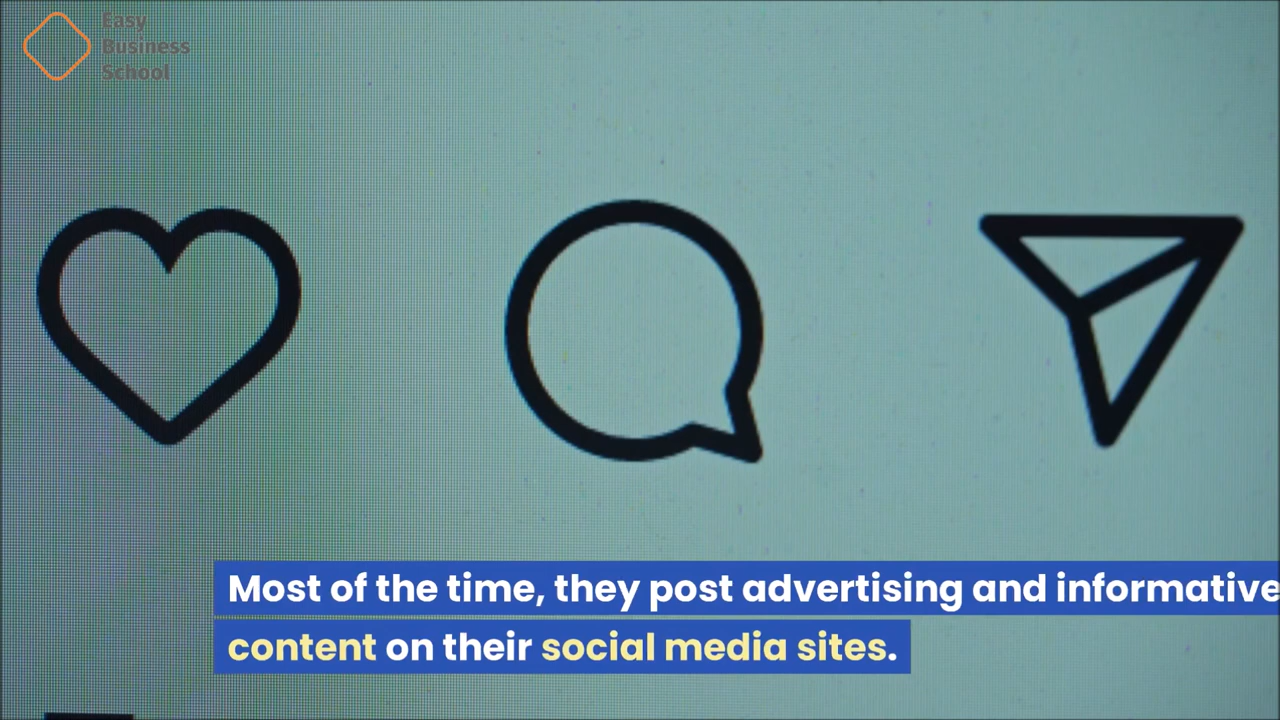 Easy
Business
School
Most of the time, they post advertising and informative
content on their social media sites.